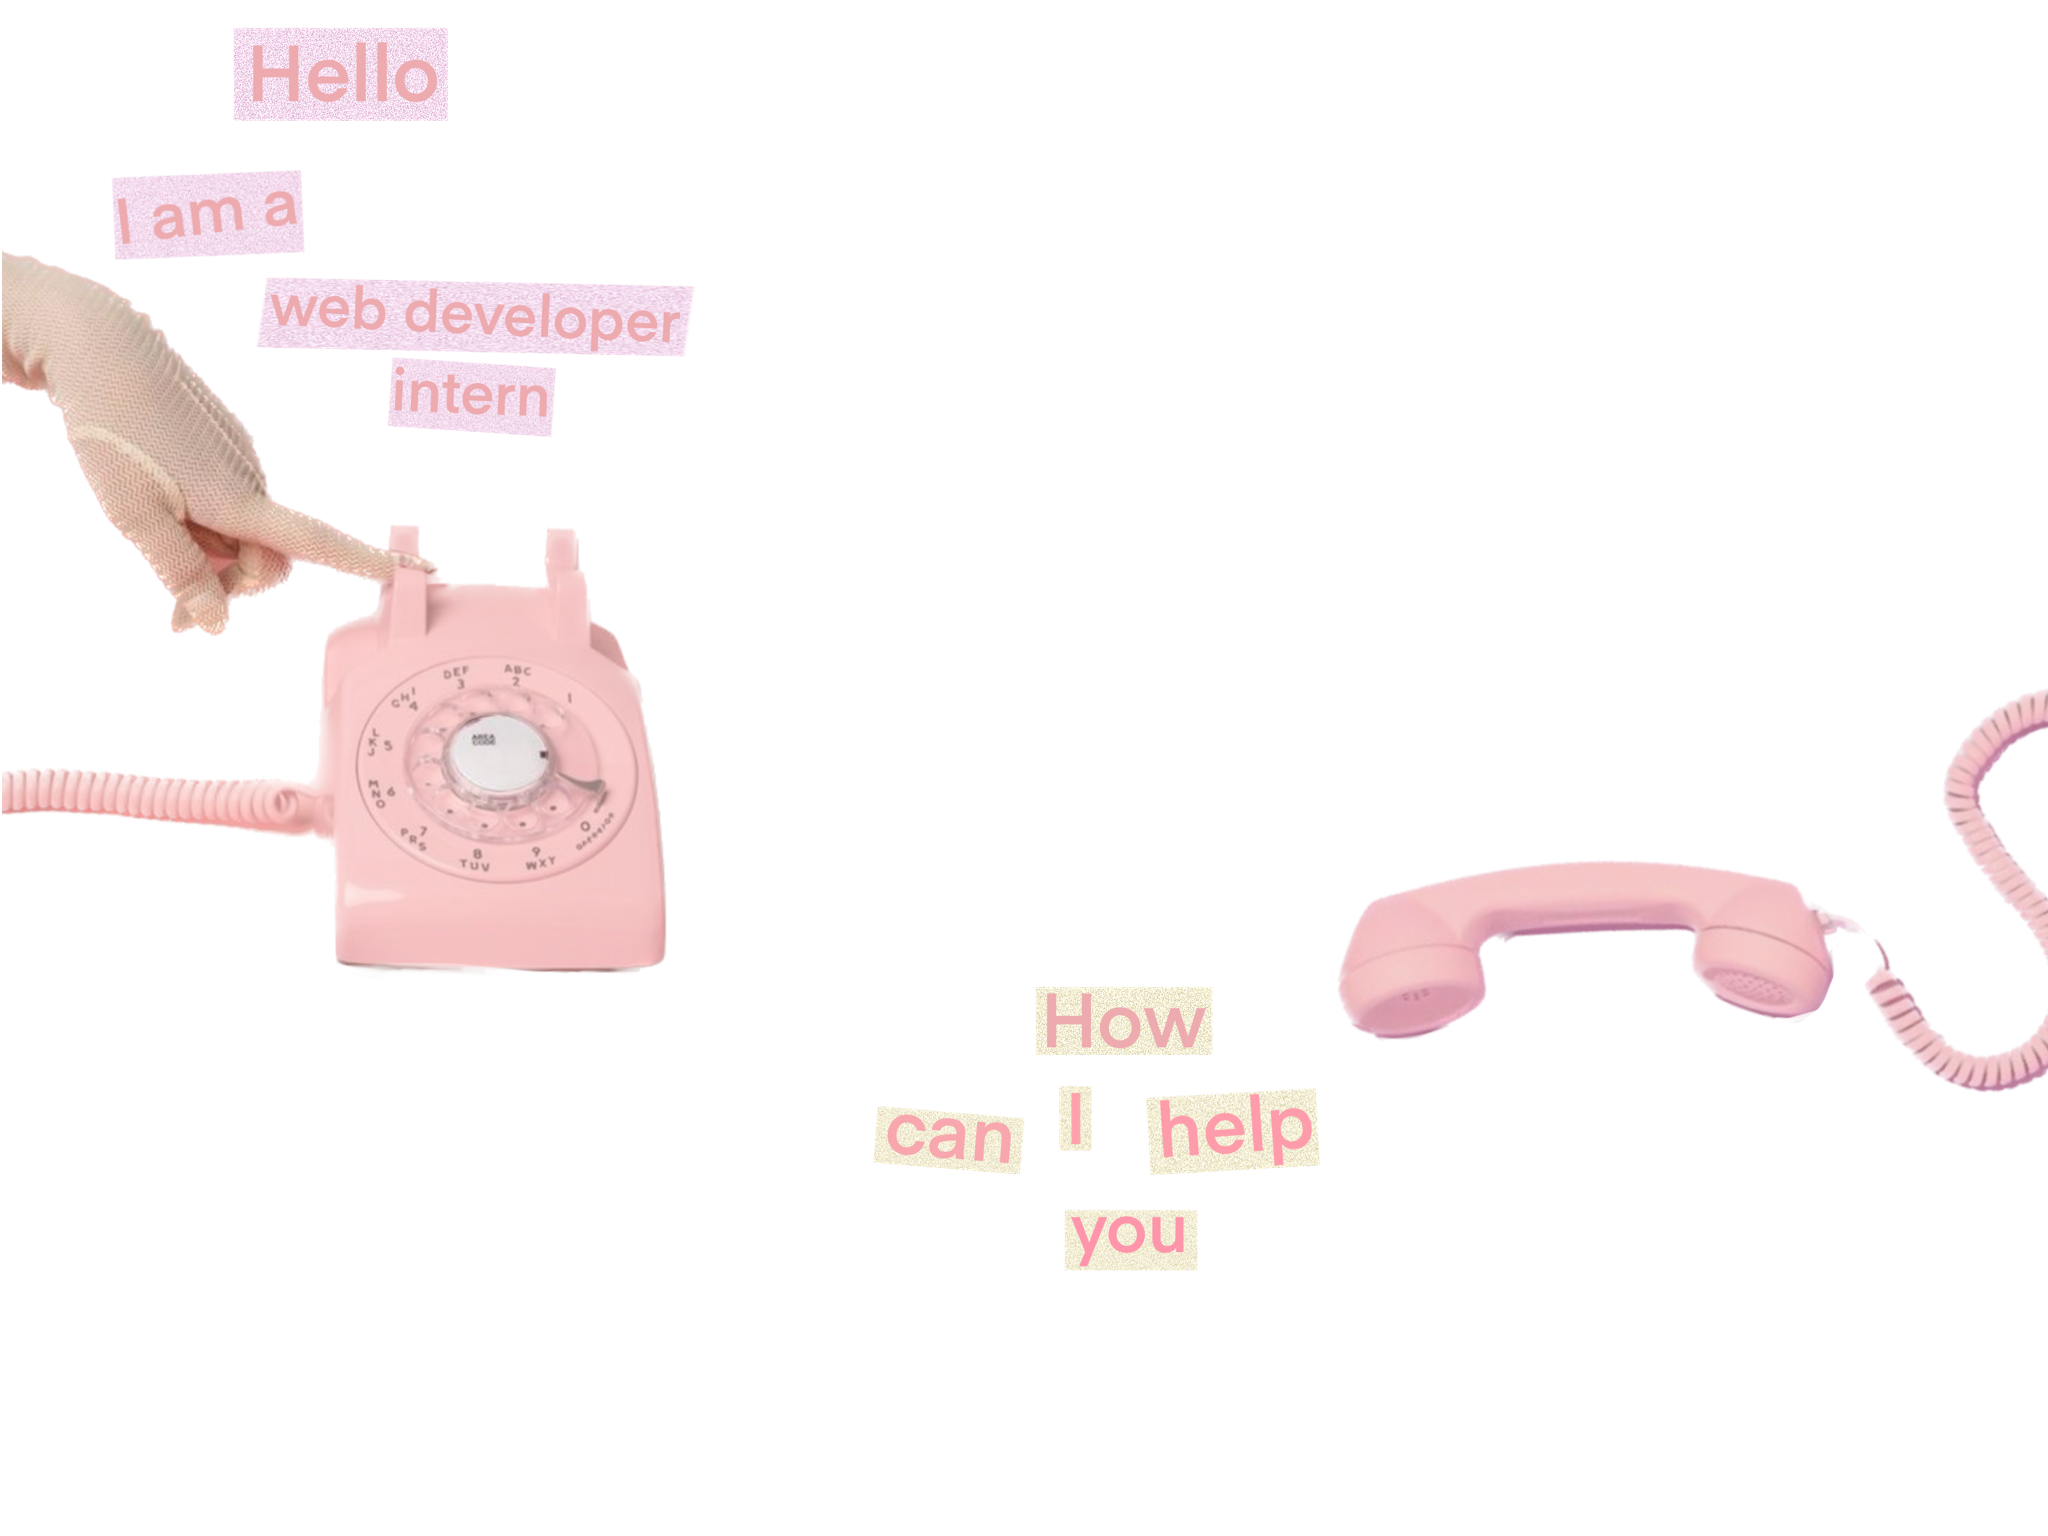 Hello
I am a
web developer
intern
ABC
2
DEF
3
1
GHI
4
JKL
5
MNO
6
PRS
7
TUV
8
WXY
9
0
OPERATOR
AREA
CODE
How
can I help
you